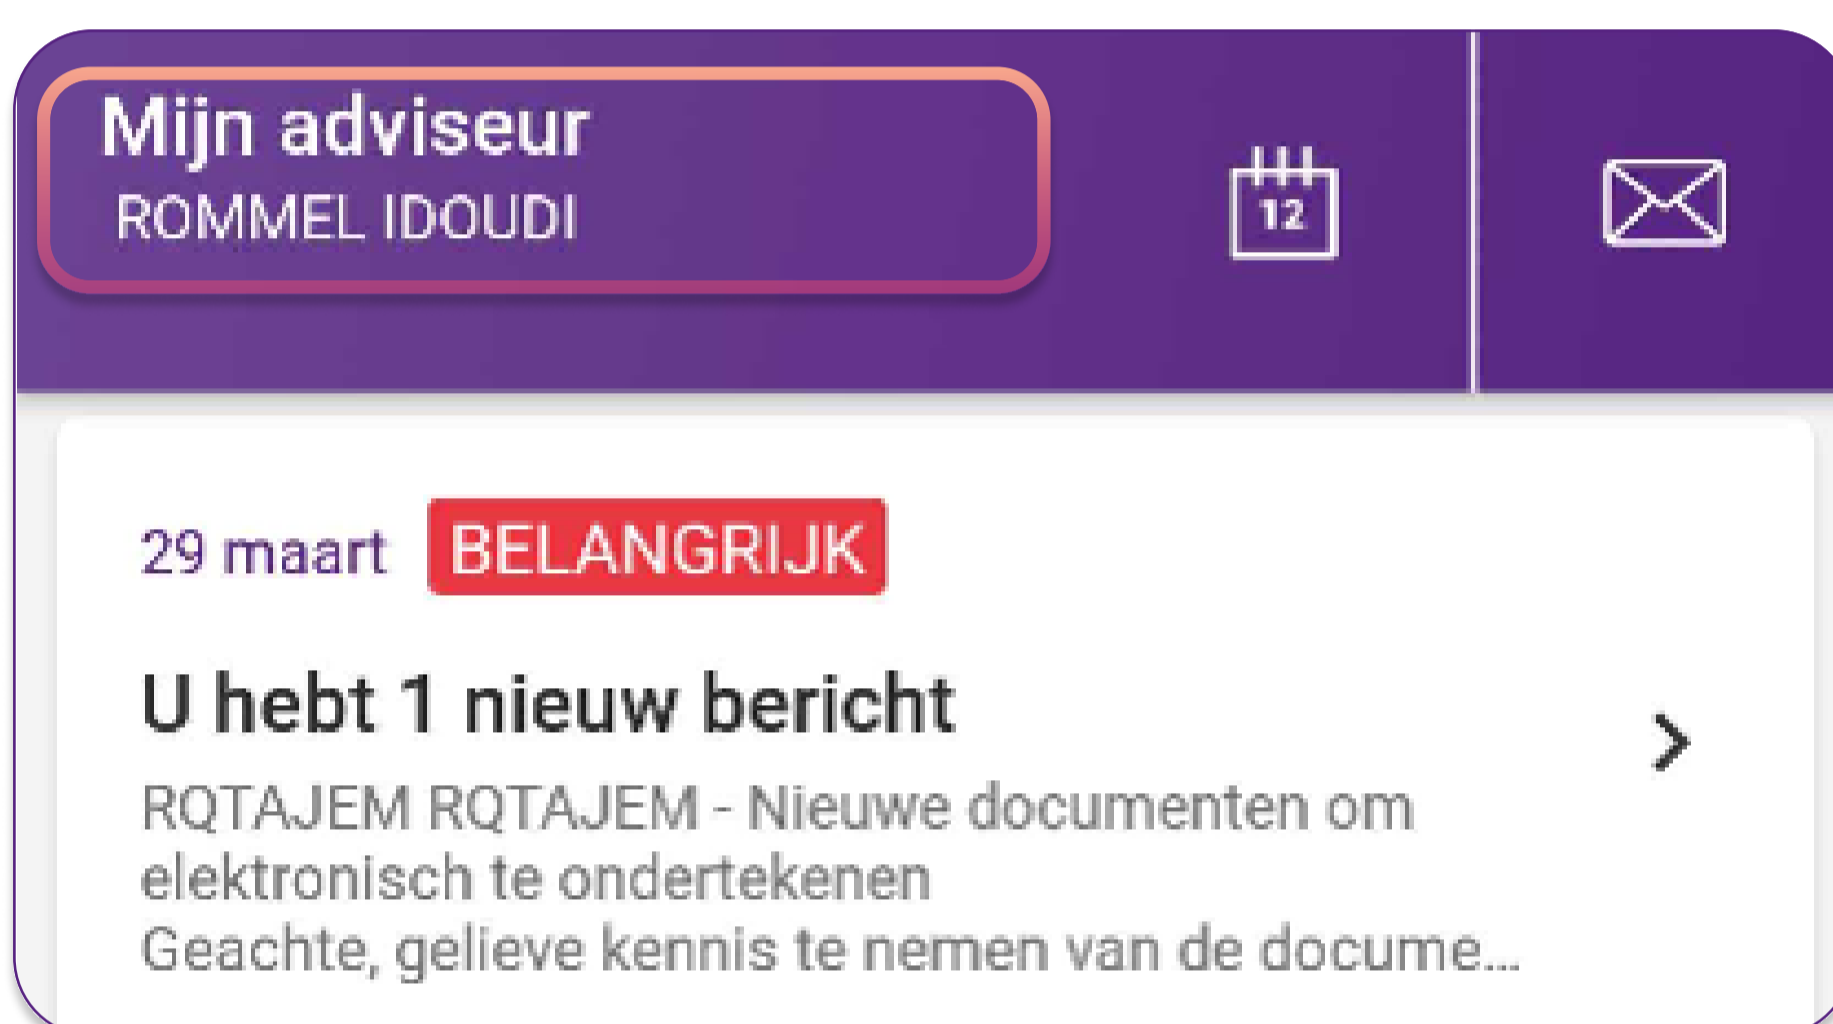 Mijn adviseur
ROMMEL IDOUDI
12
29 maart BELANGRIJK
U hebt 1 nieuw bericht
RQTAJEM RQTAJEM - Nieuwe documenten om
elektronisch te ondertekenen
Geachte, gelieve kennis te nemen van de docume...